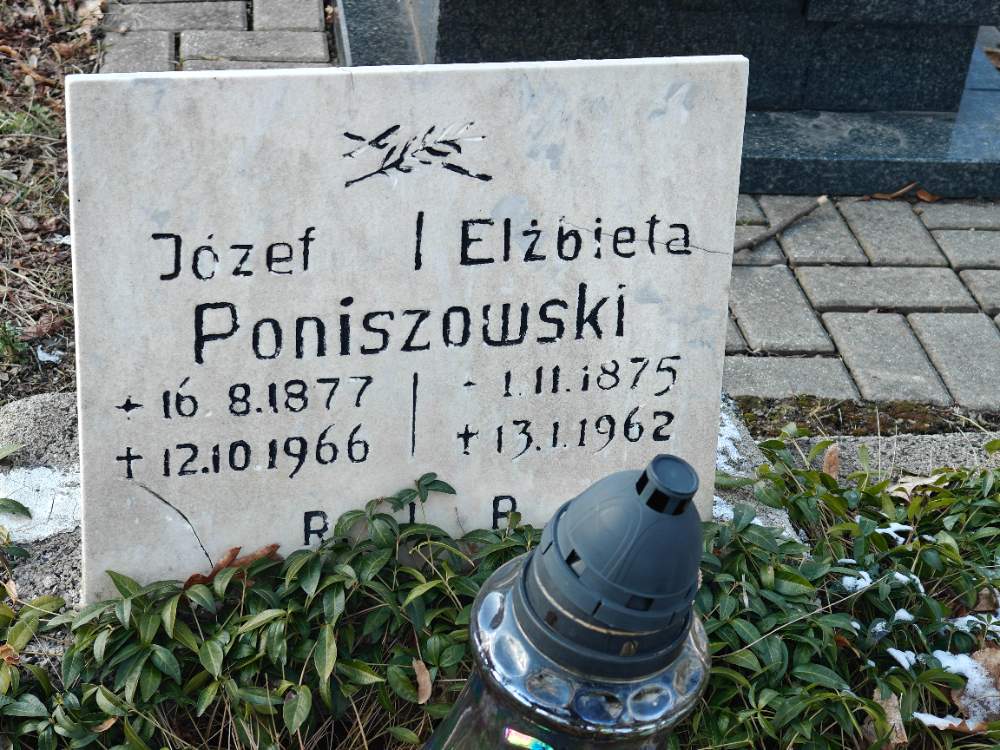 Józef | Elżbieta
Poniszowski
* 16.8.1877 | * 1.11.1875
+ 12.10.1966 | + 13.1.1962
R I P